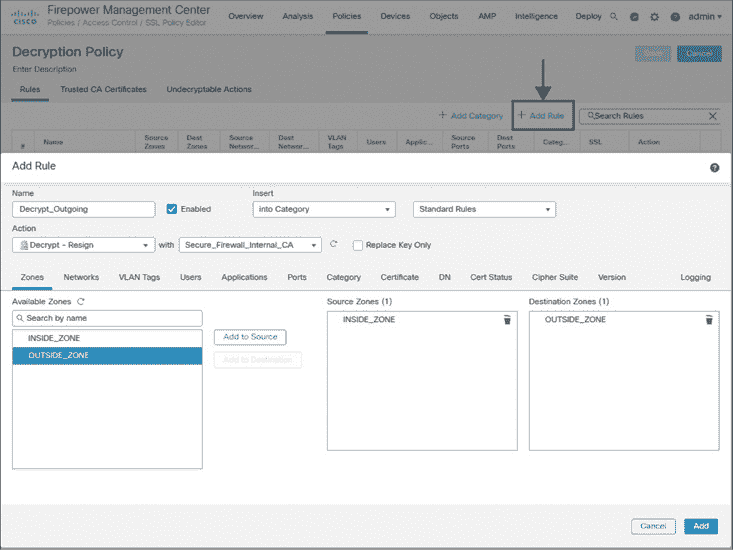 CISCO
Firepower Management Center
Policies / Access Control / SSL Policy Editor
Overview Analysis Policies Devices Objects AMP Intelligence Deploy admin
Decryption Policy
Cancel
Enter Description
Rules Trusted CA Certificates Undecryptable Actions
+ Add Category + Add Rule Search Rules
# Name Source Zones Dest Zones Source Networ... Dest Networ... VLAN Tags Users Applic... Source Ports Dest Ports Categ... SSL Action
Add Rule
Name Insert
Decrypt_Outgoing Enabled into Category Standard Rules
Action
Decrypt - Resign with Secure_Firewall_Internal_CA Replace Key Only
Zones Networks VLAN Tags Users Applications Ports Category Certificate DN Cert Status Cipher Suite Version Logging
Available Zones Source Zones (1) Destination Zones (1)
Search by name
INSIDE_ZONE
OUTSIDE_ZONE
Add to Source
Add to Destination
INSIDE_ZONE
OUTSIDE_ZONE
Cancel Add